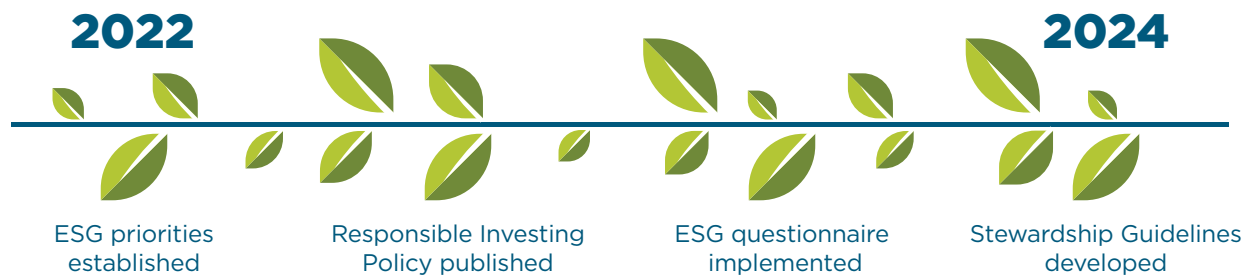 2022
2024
ESG priorities
established
Responsible Investing
Policy published
ESG questionnaire
implemented
Stewardship Guidelines
developed